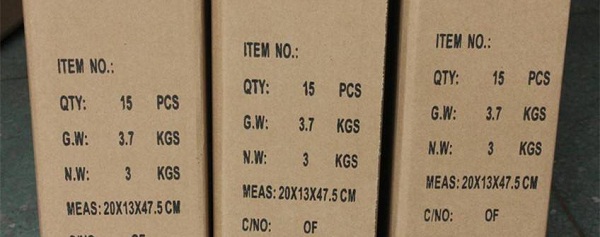 ITEM NO.:
QTY: 15 PCS
G.W: 3.7 KGS
N.W: 3 KGS
MEAS: 20X13X47.5 CM
C/NO: OF
ITEM NO.:
QTY: 15 PCS
G.W: 3.7 KGS
N.W: 3 KGS
MEAS: 20X13X47.5 CM
C/NO: OF
ITEM NO.:
QTY: 15 PCS
G.W: 3.7 KGS
N.W: 3 KGS
MEAS: 20X13X47.5 CM
C/NO: OF